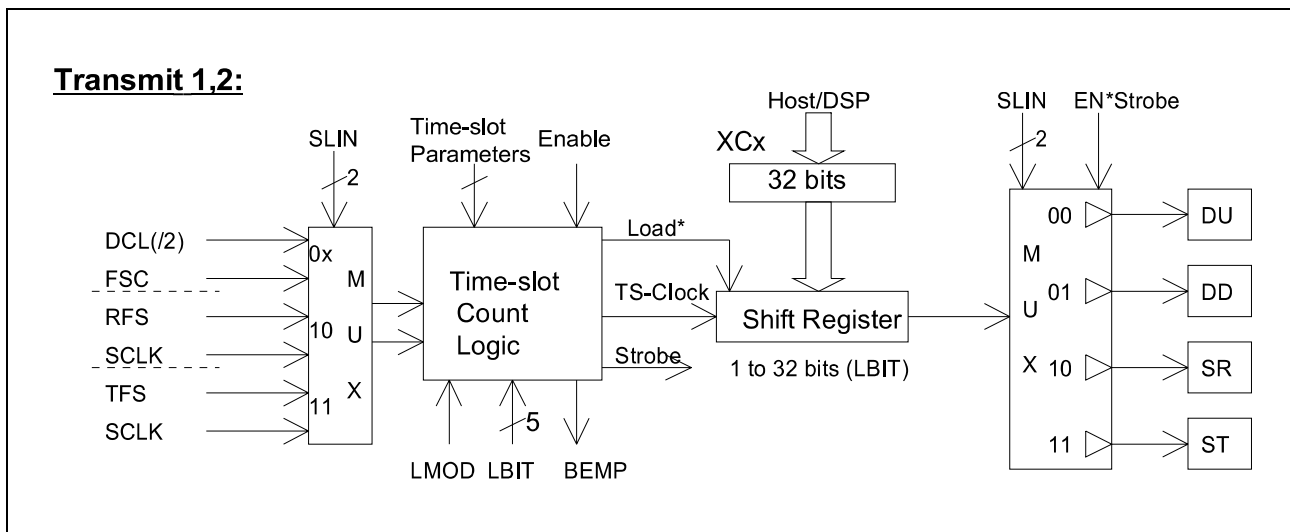 Transmit 1,2:
Host/DSP
SLIN
EN*Strobe
SLIN
Time-slot
Parameters
Enable
XCx
2
2
32 bits
00
DU
DCL(/2)
0x
Load*
FSC
M
Time-slot
Count
Logic
M
TS-Clock
01
DD
RFS
10
U
Shift Register
U
SCLK
Strobe
1 to 32 bits (LBIT)
X
10
SR
TFS
11
X
SCLK
5
11
ST
LMOD
LBIT
BEMP